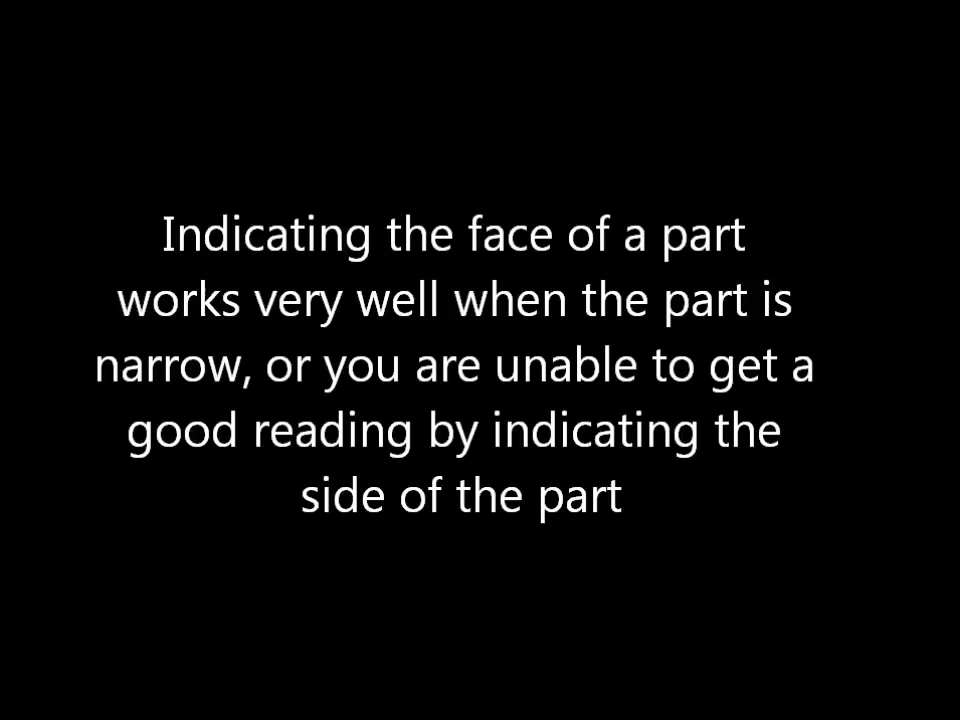 Indicating the face of a part
works very well when the part is
narrow, or you are unable to get a
good reading by indicating the
side of the part